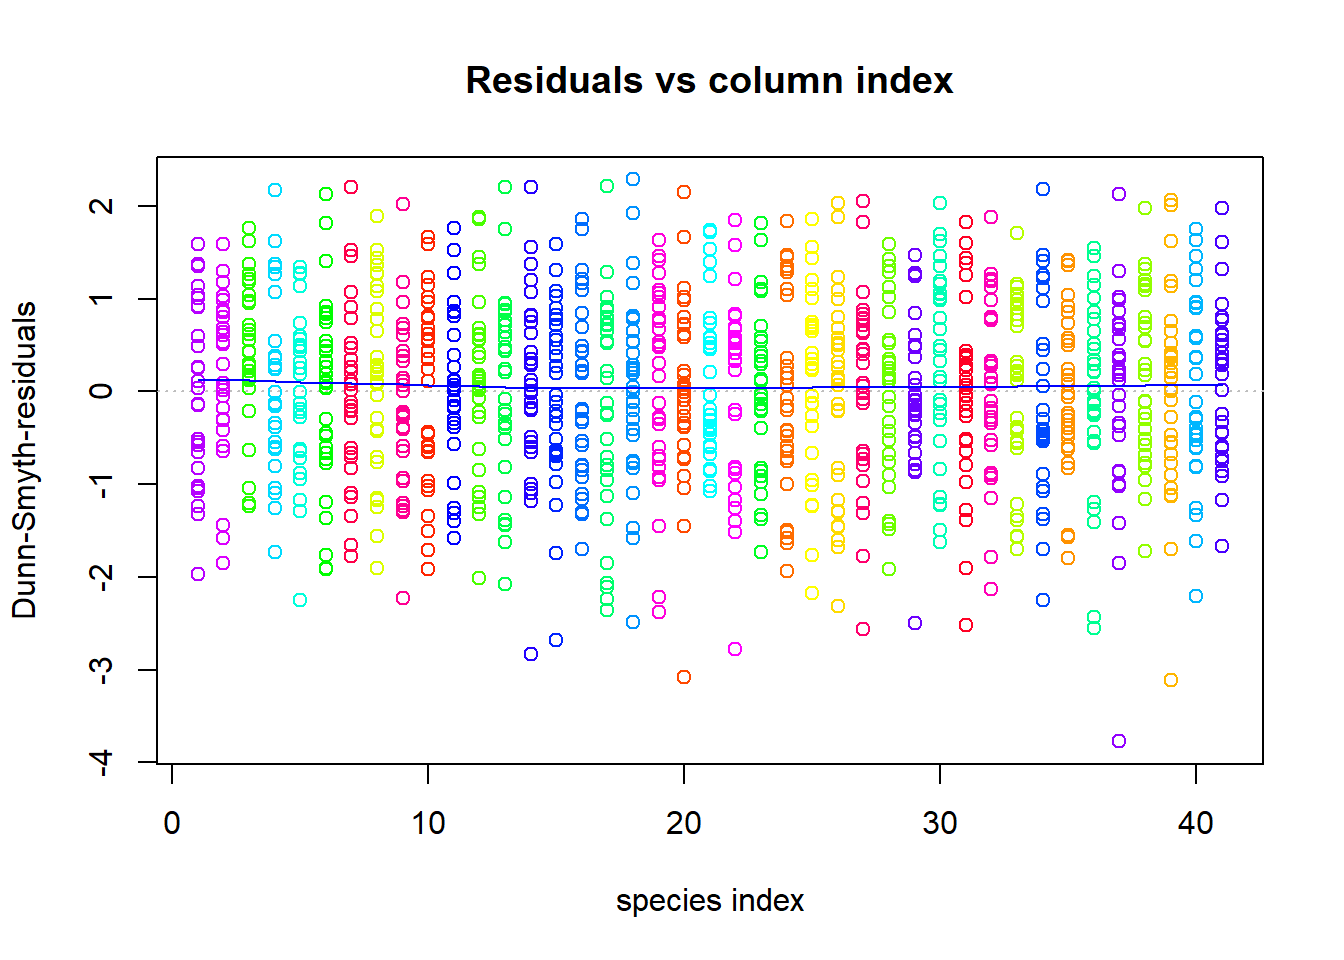 Residuals vs column index
Dunn-Smyth-residuals
2
1
0
-1
-2
-3
-4
0 10 20 30 40
species index